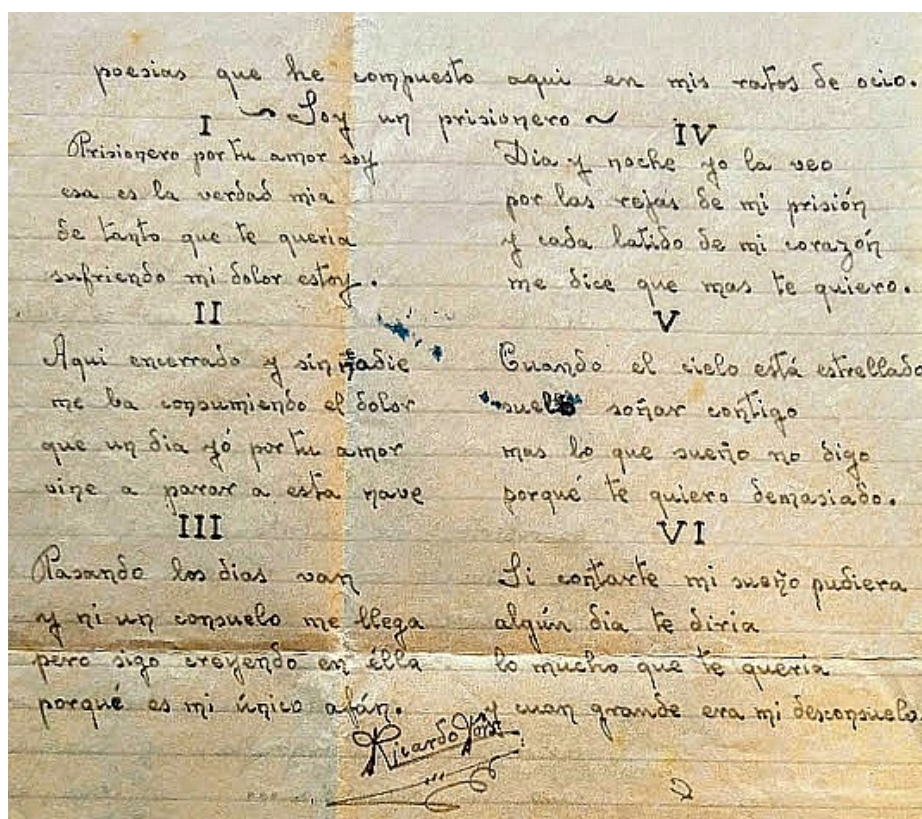 poesias que he compuesto aqui en mis ratos de ocio.
~ Soy un prisionero ~
I
Prisionero por tu amor soy
esa es la verdad mia
de tanto que te queria
sufriendo mi dolor estoy.
II
Aqui encerrado y sin nadie
me ba consumiendo el dolor
que un dia yó por tu amor
vine a parar a esta nave
III
Pasando los dias van
y ni un consuelo me llega
pero sigo creyendo en élla
porqué es mi único afán.
IV
Dia y noche yo la veo
por las rejas de mi prisión
y cada latido de mi corazón
me dice que mas te quiero.
V
Cuando el cielo está estrellado
suelo soñar contigo
mas lo que sueño no digo
porqué te quiero demasiado.
VI
Si contarte mi sueño pudiera
algún dia te diria
lo mucho que te queria
y cuan grande era mi desconsuelo.
Ricardo